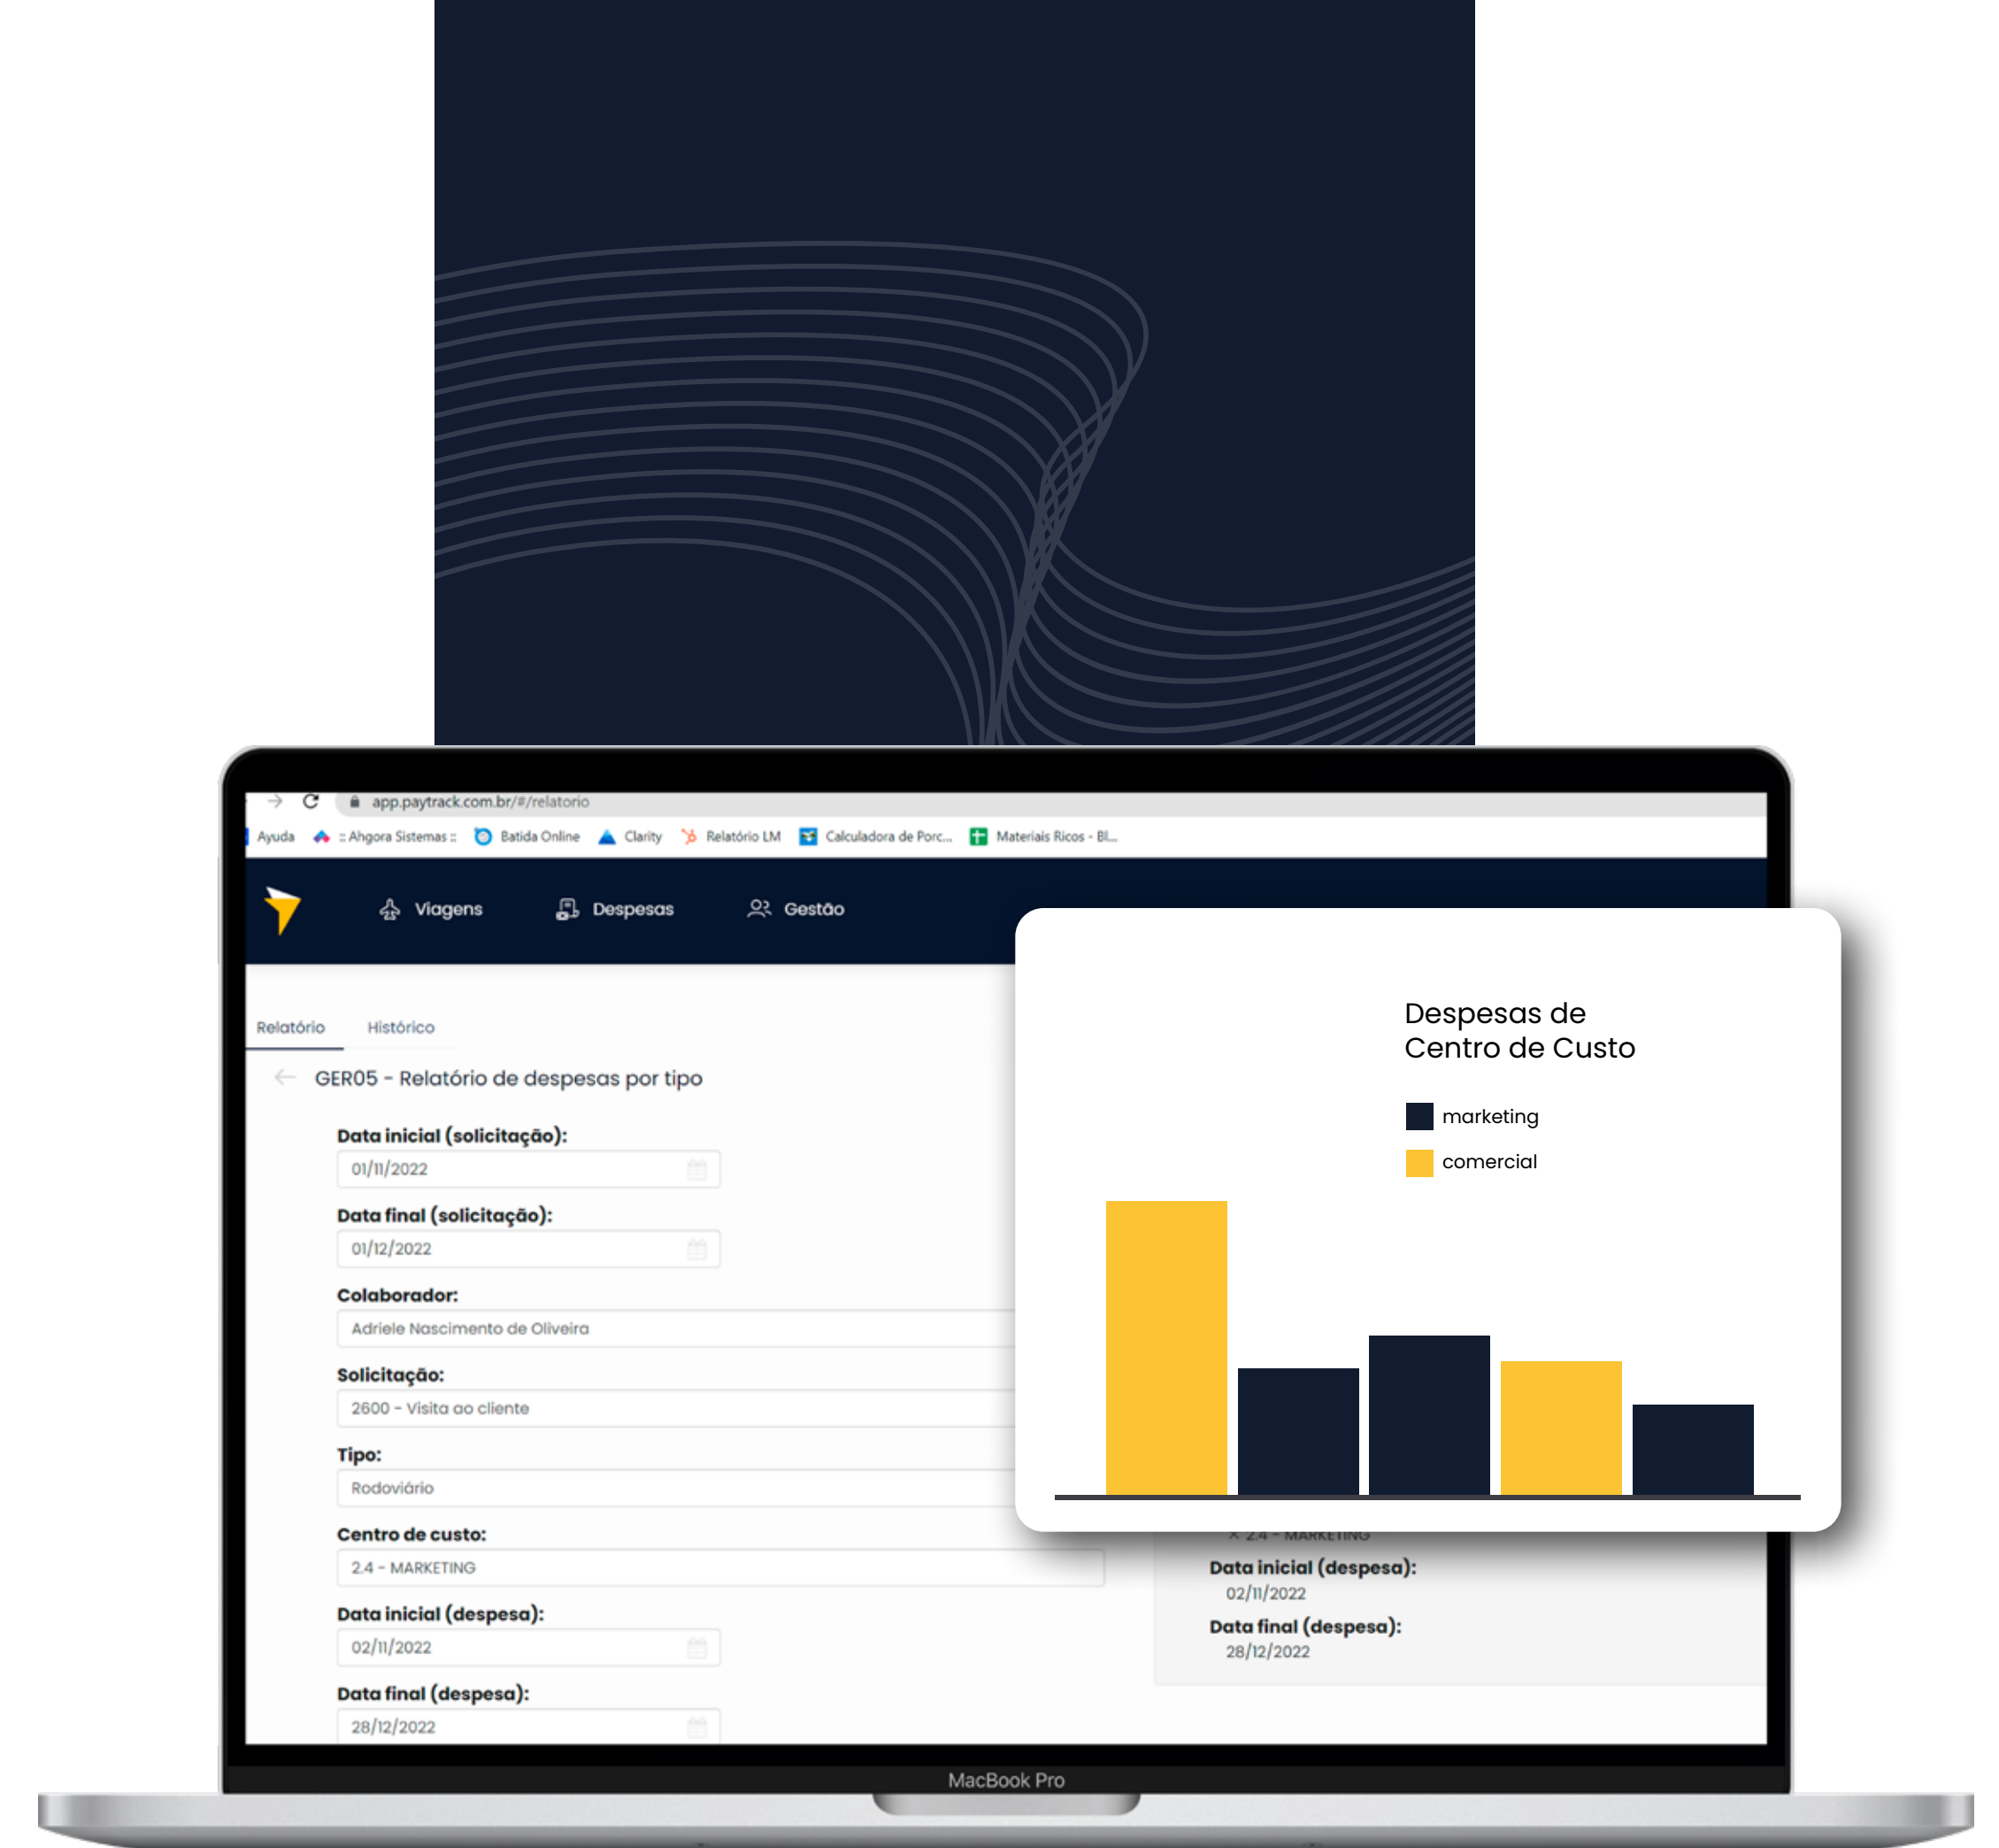 app.paytrack.com.br/#/relatorio
Ayuda :: Ahgora Sistemas :: Batida Online Clarity Relatório LM Calculadora de Porc... Materiais Ricos - Bl...
Viagens Despesas Gestão
Relatório Histórico
GER05 - Relatório de despesas por tipo
Data inicial (solicitação):
01/11/2022
Data final (solicitação):
01/12/2022
Colaborador:
Adriele Nascimento de Oliveira
Solicitação:
2600 - Visita ao cliente
Tipo:
Rodoviário
Centro de custo:
2.4 - MARKETING
Data inicial (despesa):
02/11/2022
Data final (despesa):
28/12/2022
Despesas de
Centro de Custo
marketing
comercial
× 2.4 - MARKETING
Data inicial (despesa):
02/11/2022
Data final (despesa):
28/12/2022
MacBook Pro